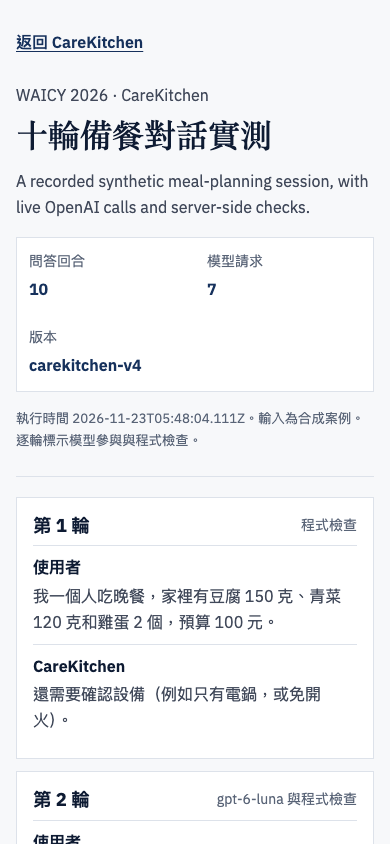 返回 CareKitchen
WAICY 2026 · CareKitchen
十輪備餐對話實測
A recorded synthetic meal-planning session, with
live OpenAI calls and server-side checks.
問答回合
10
模型請求
7
版本
carekitchen-v4
執行時間 2026-11-23T05:48:04.111Z。輸入為合成案例。
逐輪標示模型參與與程式檢查。
第 1 輪
程式檢查
使用者
我一個人吃晚餐，家裡有豆腐 150 克、青菜
120 克和雞蛋 2 個，預算 100 元。
CareKitchen
還需要確認設備（例如只有電鍋，或免開
火）。
第 2 輪
gpt-6-luna 與程式檢查
使用者